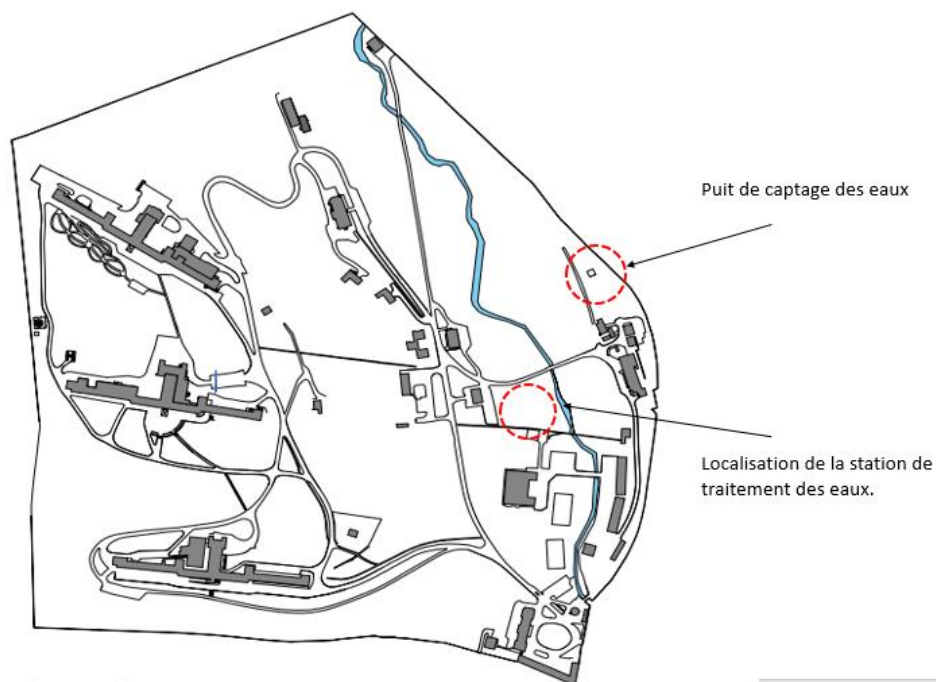 Puit de captage des eaux
Localisation de la station de
traitement des eaux.